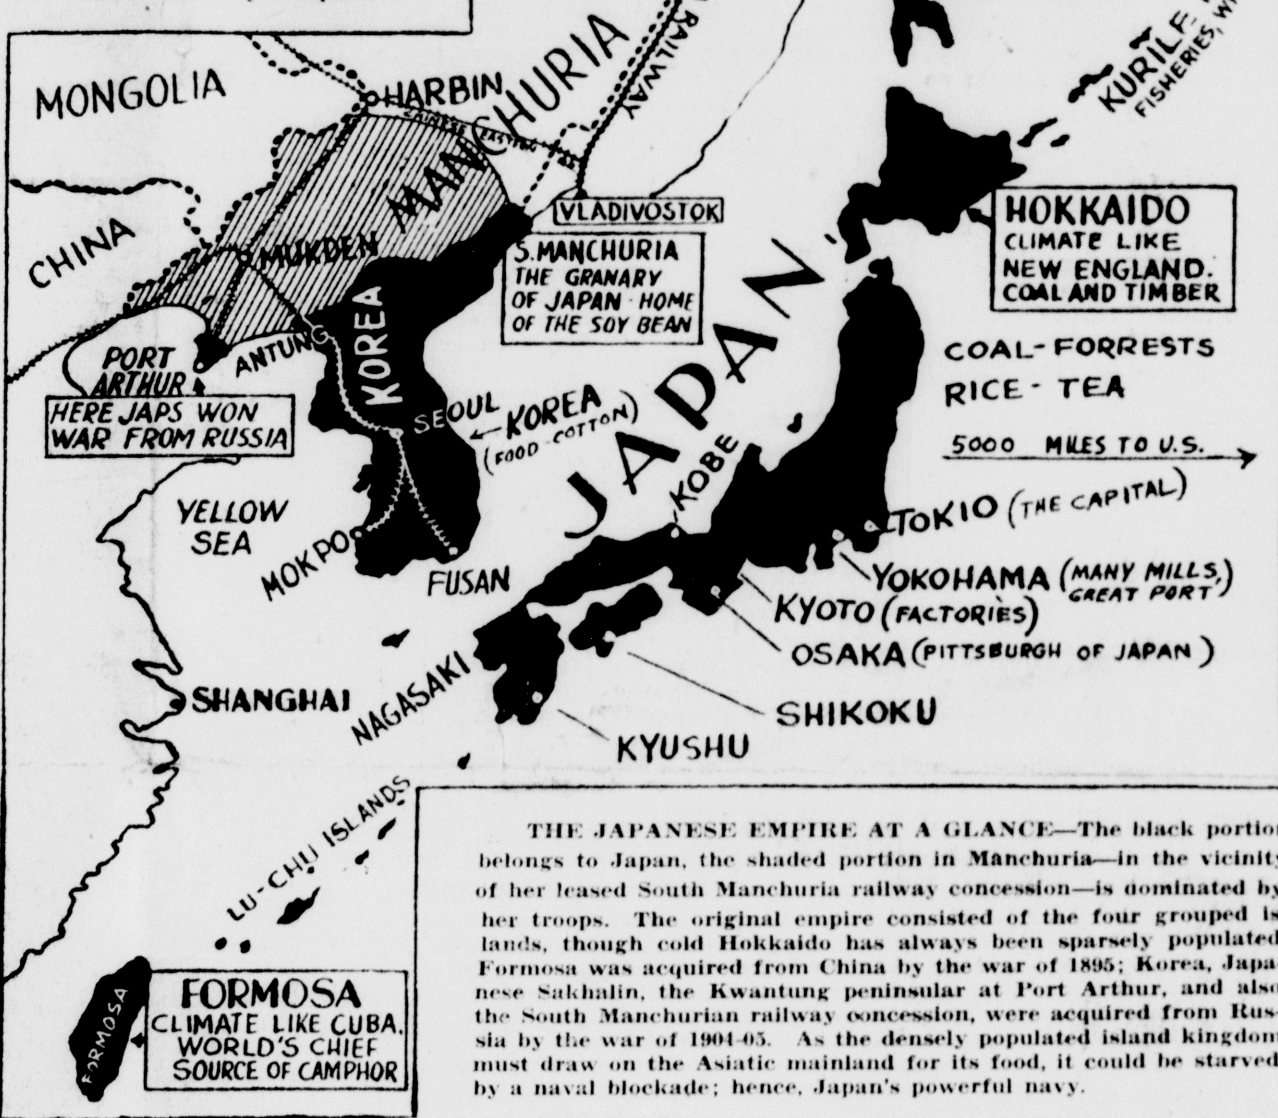 MONGOLIA
HARBIN
MANCHURIA
RAILWAY
CHINESE EASTERN
KURILE
FISHERIES,
CHINA
MUKDEN
VLADIVOSTOK
S. MANCHURIA
THE GRANARY
OF JAPAN - HOME
OF THE SOY BEAN
HOKKAIDO
CLIMATE LIKE
NEW ENGLAND.
COAL AND TIMBER
PORT
ARTHUR
HERE JAPS WON
WAR FROM RUSSIA
ANTUNG
KOREA
SEOUL
KOREA
(FOOD - COTTON)
JAPAN
COAL - FORRESTS
RICE - TEA
5000 MILES TO U.S.
KOBE
YELLOW
SEA
MOKPO
FUSAN
TOKIO (THE CAPITAL)
YOKOHAMA (MANY MILLS,
GREAT PORT)
KYOTO (FACTORIES)
OSAKA (PITTSBURGH OF JAPAN)
SHANGHAI
NAGASAKI
SHIKOKU
KYUSHU
LU-CHU ISLANDS
FORMOSA
FORMOSA
CLIMATE LIKE CUBA.
WORLD'S CHIEF
SOURCE OF CAMPHOR
THE JAPANESE EMPIRE AT A GLANCE—The black portio
belongs to Japan, the shaded portion in Manchuria—in the vicinit
of her leased South Manchuria railway concession—is dominated b
her troops. The original empire consisted of the four grouped is
lands, though cold Hokkaido has always been sparsely populated
Formosa was acquired from China by the war of 1895; Korea, Japa-
nese Sakhalin, the Kwantung peninsular at Port Arthur, and also
the South Manchurian railway concession, were acquired from Rus-
sia by the war of 1904-05. As the densely populated island kingdom
must draw on the Asiatic mainland for its food, it could be starved
by a naval blockade; hence, Japan's powerful navy.